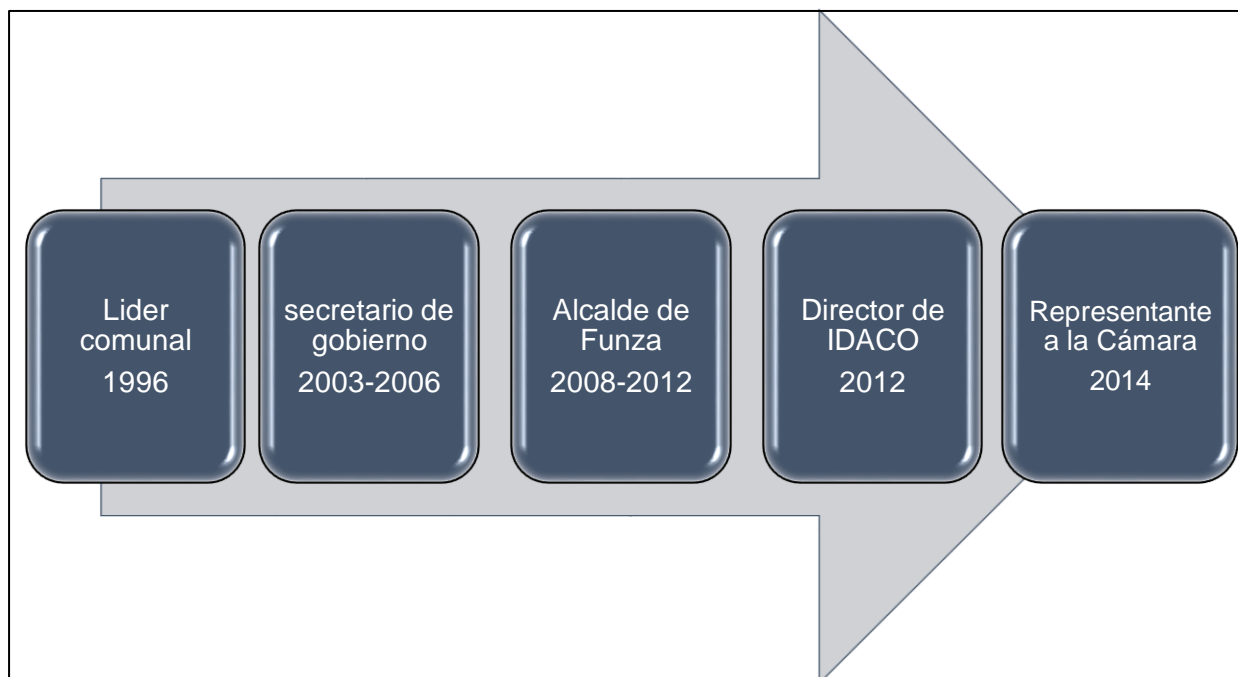 Lider
comunal
1996
secretario de
gobierno
2003-2006
Alcalde de
Funza
2008-2012
Director de
IDACO
2012
Representante
a la Cámara
2014